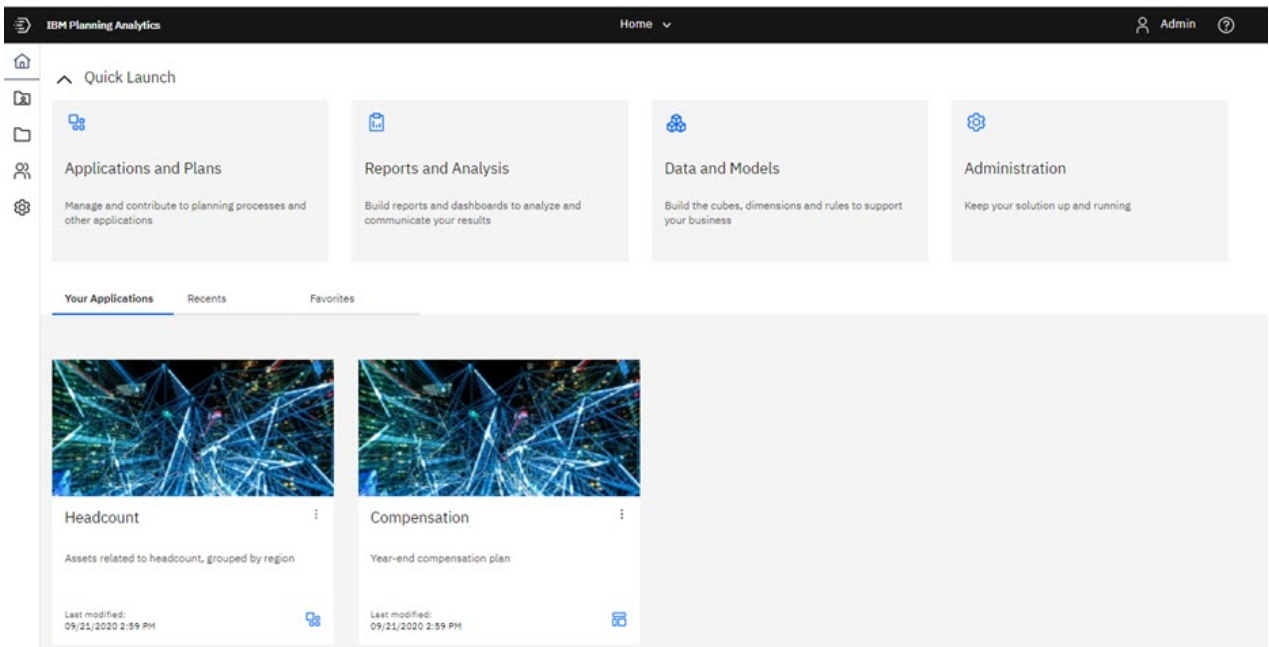 IBM Planning Analytics
Home
Admin
Quick Launch
Applications and Plans
Manage and contribute to planning processes and
other applications
Reports and Analysis
Build reports and dashboards to analyze and
communicate your results
Data and Models
Build the cubes, dimensions and rules to support
your business
Administration
Keep your solution up and running
Your Applications
Recents
Favorites
Headcount
Assets related to headcount, grouped by region
Last modified:
09/21/2020 2:59 PM
Compensation
Year-end compensation plan
Last modified:
09/21/2020 2:59 PM